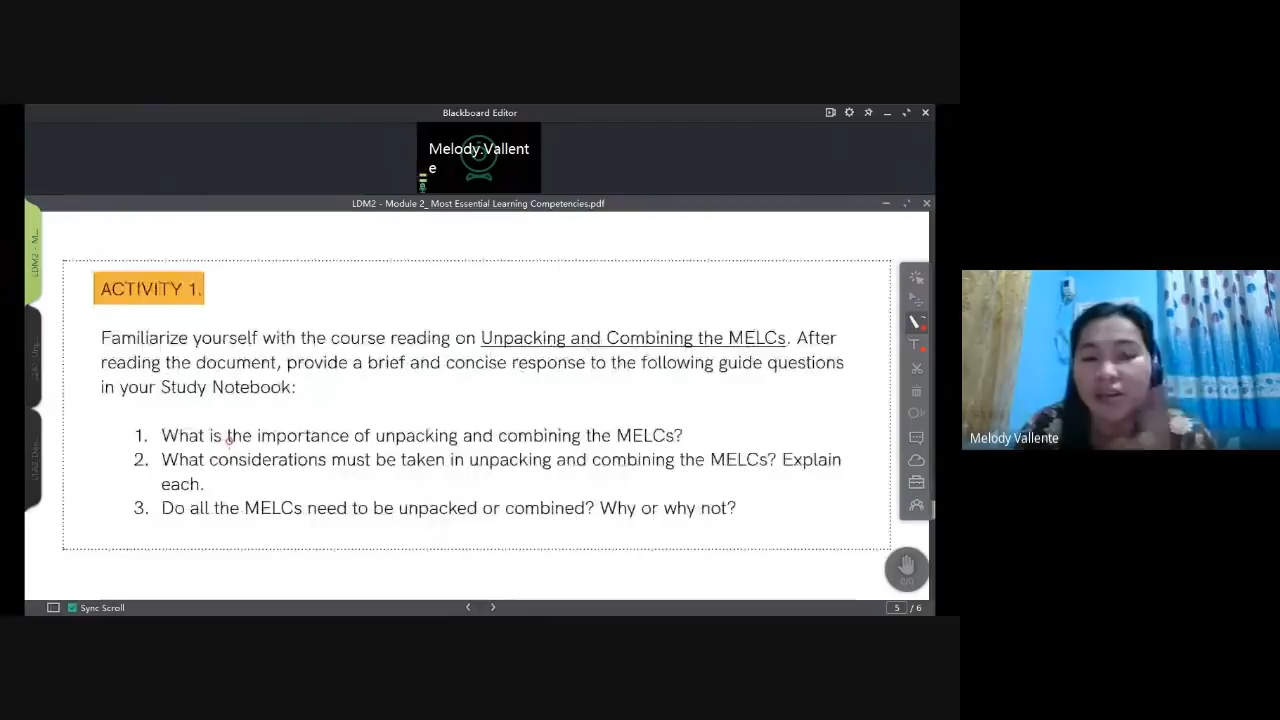 Blackboard Editor
Melody Vallent
e
LDM2 - Module 2_ Most Essential Learning Competencies.pdf
LDM2 - M...
ACTIVITY 1.
Familiarize yourself with the course reading on Unpacking and Combining the MELCs. After
reading the document, provide a brief and concise response to the following guide questions
in your Study Notebook:
1. What is the importance of unpacking and combining the MELCs?
2. What considerations must be taken in unpacking and combining the MELCs? Explain
each.
3. Do all the MELCs need to be unpacked or combined? Why or why not?
0/0
Sync Scroll
5 / 6
Melody Vallente